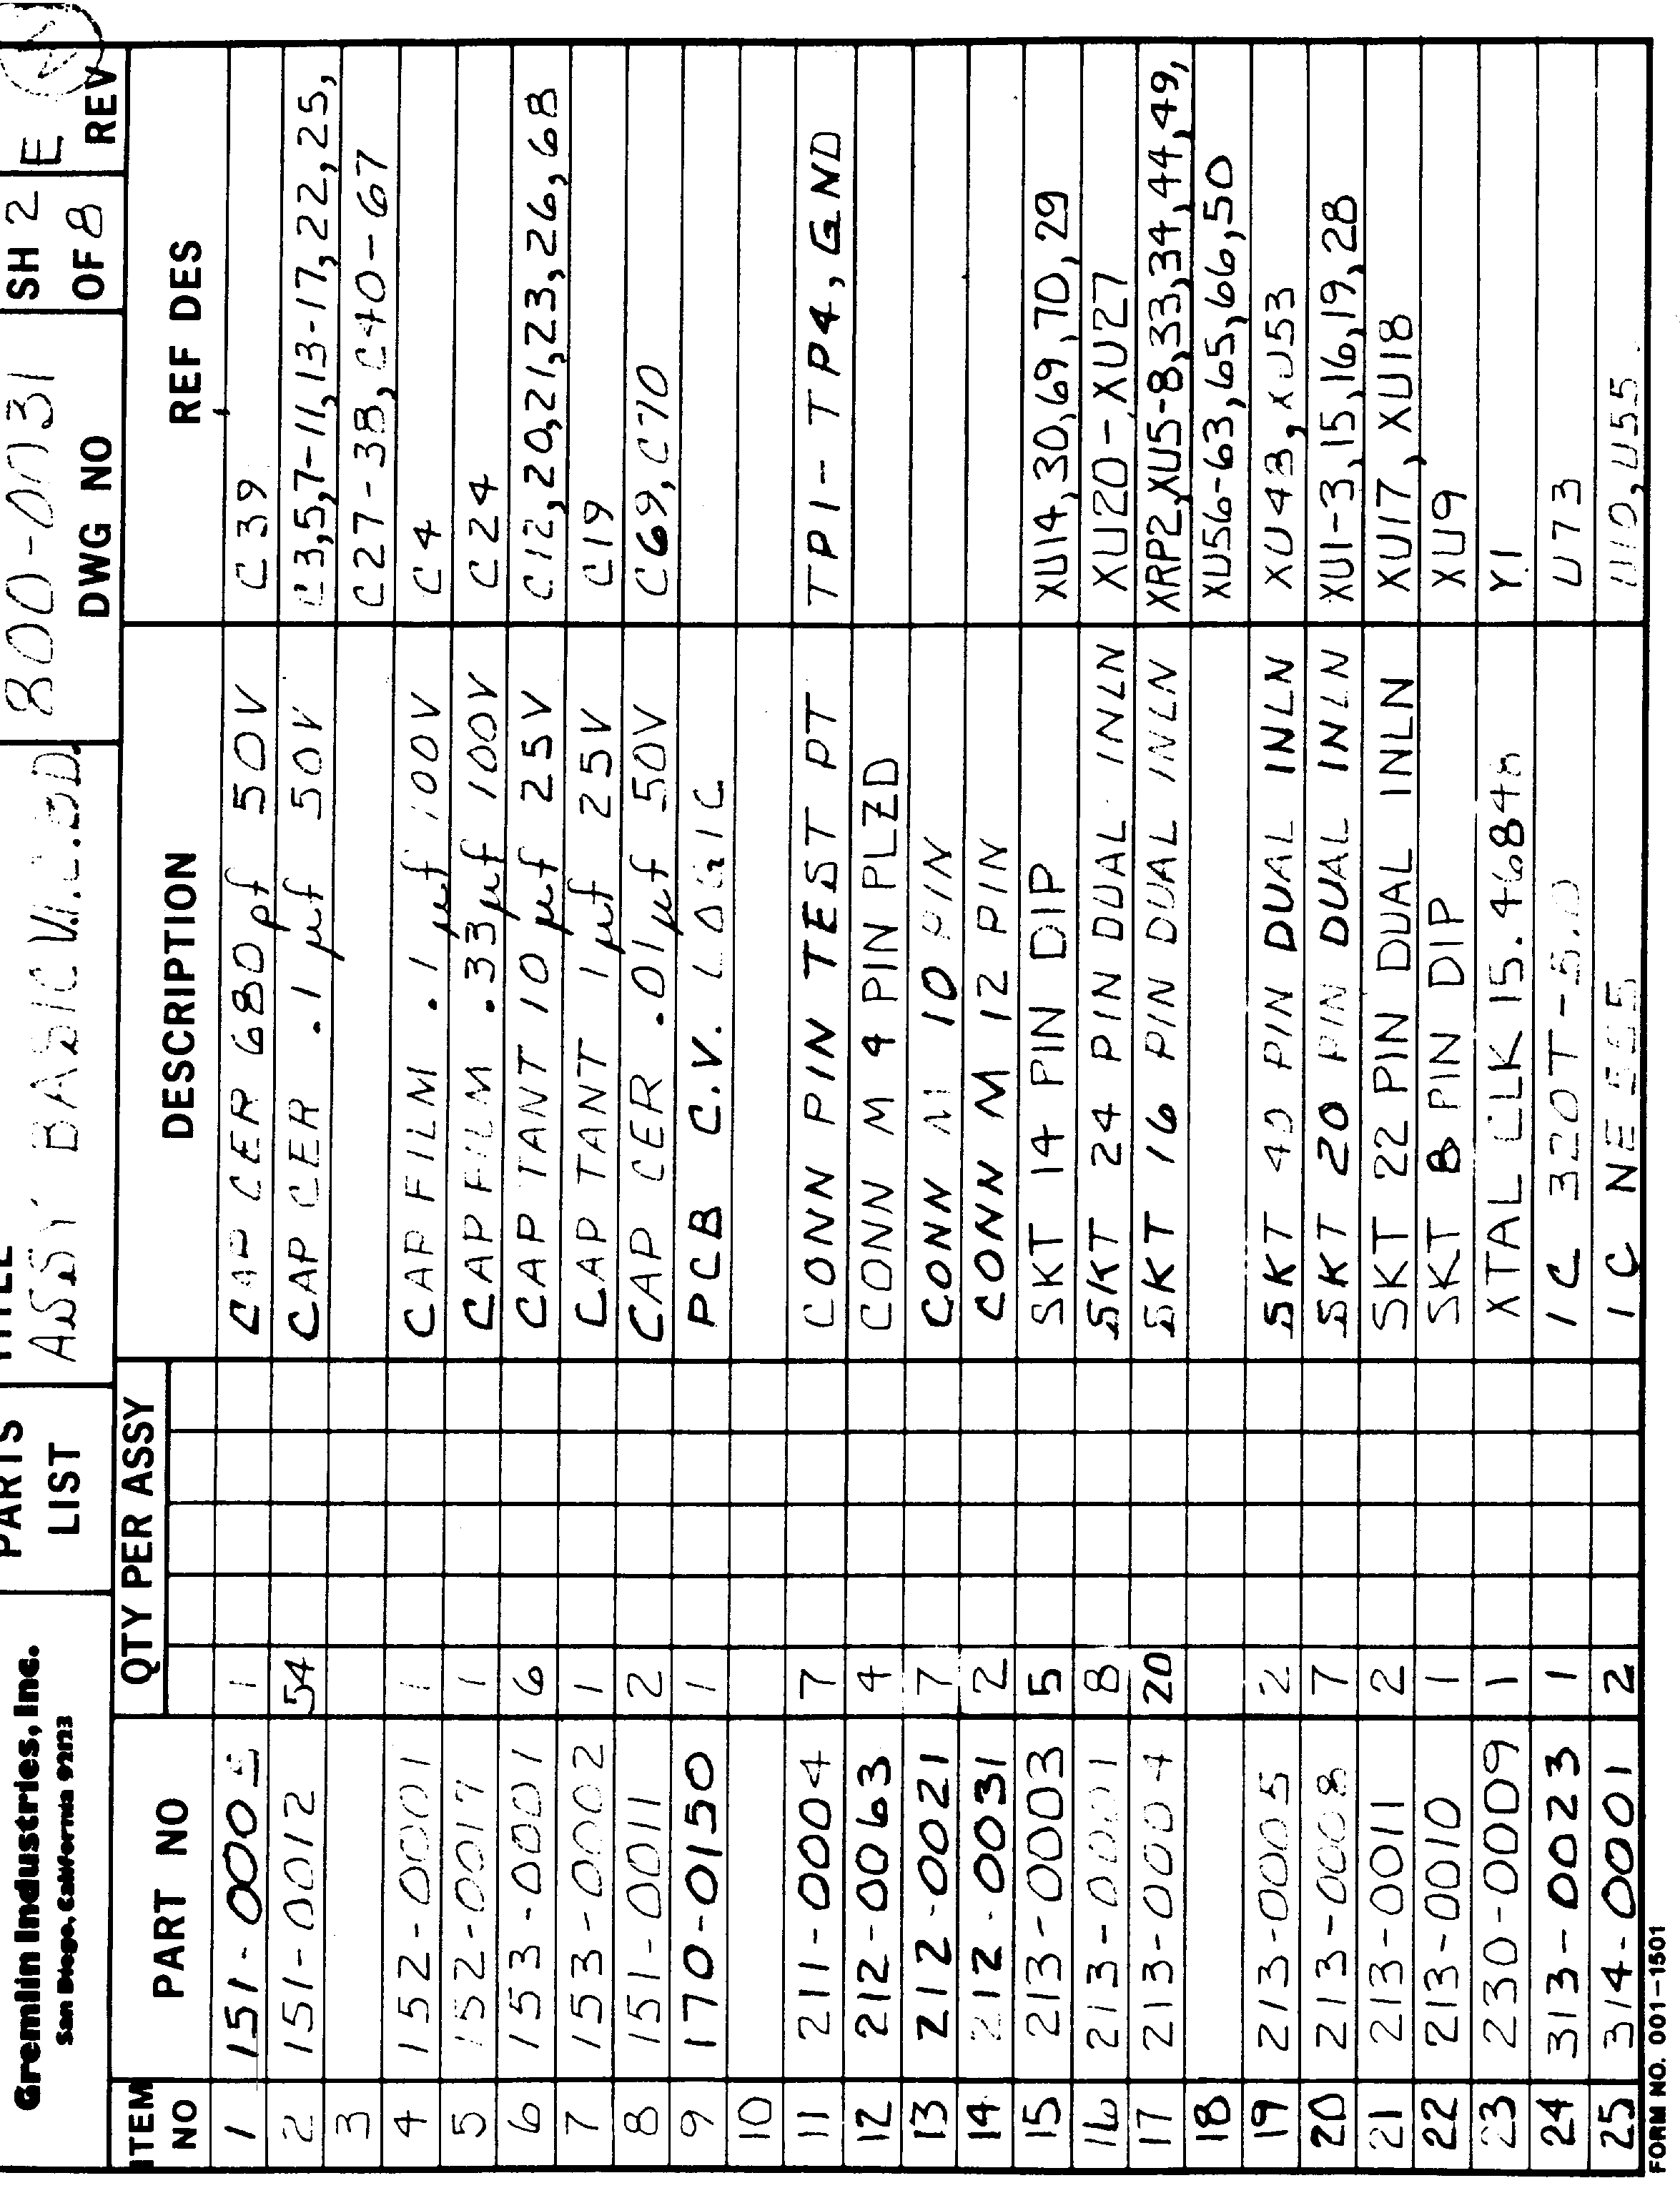 Gremlin Industries, Inc.
San Diego, California 92123
PARTS LIST
TITLE
ASSY BASIC
800-0031
DWG NO
SH 2 OF 8
E REV
ITEM NO PART NO QTY PER ASSY DESCRIPTION REF DES
1 151-0005 1 CAP CER 680 pf 50V C39
2 151-0012 54 CAP CER .1 μf 50V C3,5,7-11,13-17,22,25,
3 C27-38, C40-67
4 152-0001 1 CAP FILM .1 μf 100V C4
5 152-0017 1 CAP FILM .33 μf 100V C24
6 153-0001 6 CAP TANT 10 μf 25V C12,20,21,23,26,68
7 153-0002 1 CAP TANT 1 μf 25V C19
8 151-0011 2 CAP CER .01 μf 50V C69, C70
9 170-0150 1 PCB C.V. LOGIC
10
11 211-0004 7 CONN PIN TEST PT TP1-TP4, GND
12 212-0063 4 CONN M 4 PIN PLZD
13 212-0021 7 CONN M 10 PIN
14 212-0031 2 CONN M 12 PIN
15 213-0003 5 SKT 14 PIN DIP XU14,30,69,70,29
16 213-0001 8 SKT 24 PIN DUAL INLN XU20-XU27
17 213-0004 20 SKT 16 PIN DUAL INLN XRP2,XU5-8,33,34,44,49,
18 XU56-63,65,66,50
19 213-0005 2 SKT 40 PIN DUAL INLN XU43, XU53
20 213-0008 7 SKT 20 PIN DUAL INLN XU1-3,15,16,19,28
21 213-0011 2 SKT 22 PIN DUAL INLN XU17, XU18
22 213-0010 1 SKT 8 PIN DIP XU9
23 230-0009 1 XTAL CLK 15.468 Y1
24 313-0023 1 IC 320T-5.0 U73
25 314-0001 2 IC NE 555 U10, U55
FORM NO. 001-1501